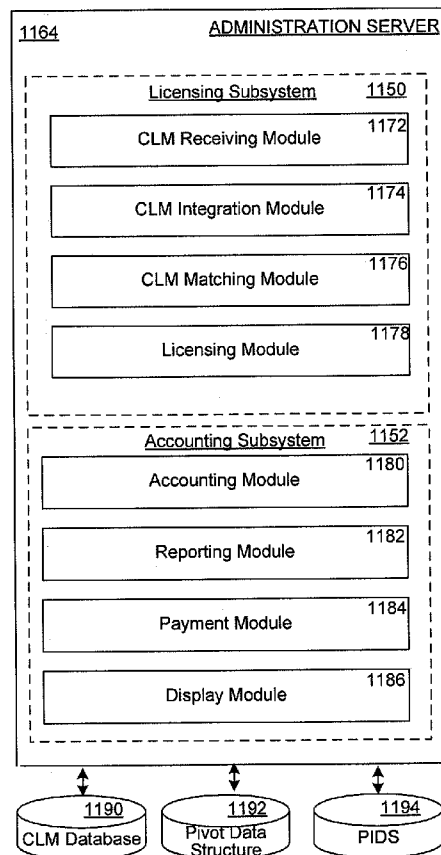 1164 ADMINISTRATION SERVER
Licensing Subsystem 1150
1172
CLM Receiving Module
1174
CLM Integration Module
1176
CLM Matching Module
1178
Licensing Module
Accounting Subsystem 1152
1180
Accounting Module
1182
Reporting Module
1184
Payment Module
1186
Display Module
1190 1192 1194
CLM Database Pivot Data Structure PIDS